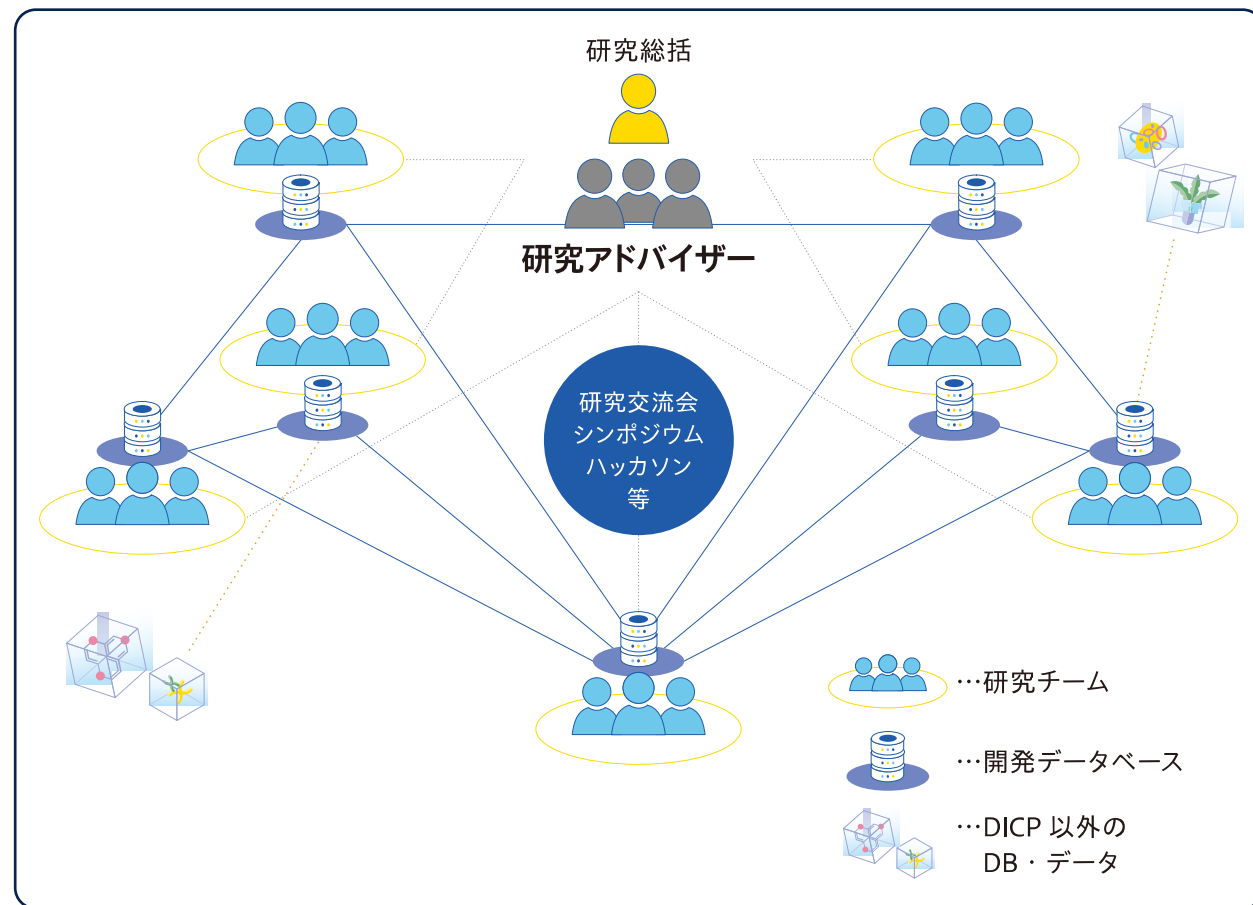 研究総括
研究アドバイザー
研究交流会
シンポジウム
ハッカソン
等
…研究チーム
…開発データベース
…DICP 以外の
DB・データ